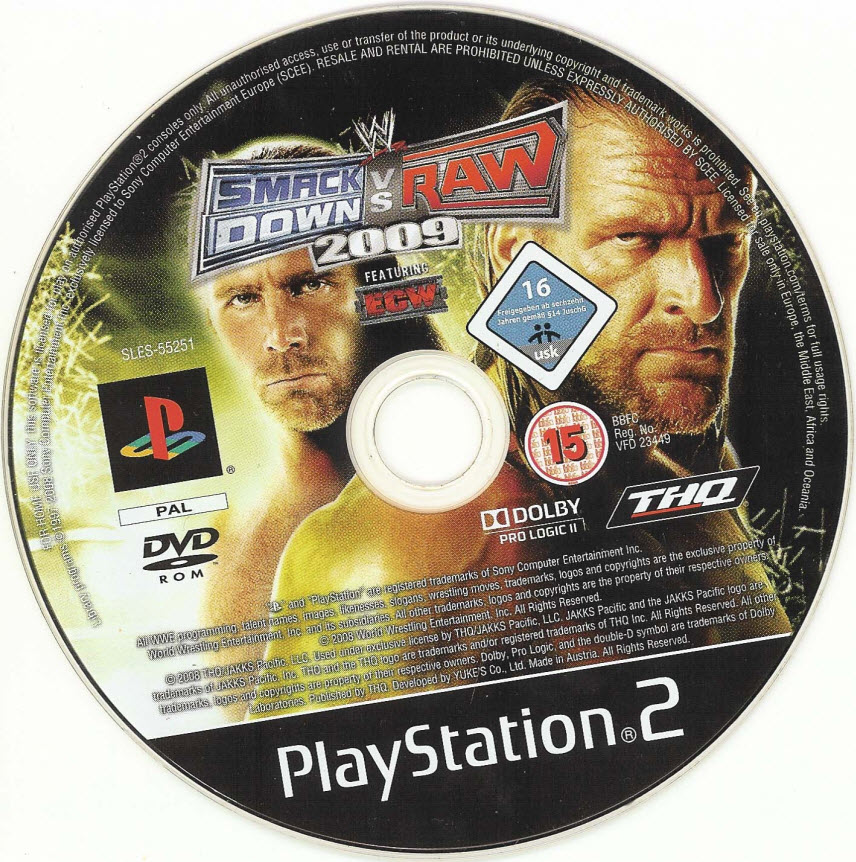 FOR HOME USE ONLY. This software is licensed for play on authorised PlayStation®2 consoles only. All unauthorised access, use or transfer of the product or its underlying copyright and trademark works is prohibited. See eu.playstation.com/terms for full usage rights.
Library programs © 1997-2008 Sony Computer Entertainment Inc. exclusively licensed to Sony Computer Entertainment Europe (SCEE). RESALE AND RENTAL ARE PROHIBITED UNLESS EXPRESSLY AUTHORISED BY SCEE. Licensed for sale only in Europe, the Middle East, Africa and Oceania.
W
SMACK DOWN VS RAW
2009
FEATURING
ECW
16
Freigegeben ab sechzehn
Jahren gemäß §14 JuschG
usk
SLES-55251
®
PAL
DVD
ROM
15
BBFC
Reg. No.
VFD 23449
DOLBY
PRO LOGIC II
THQ
and "PlayStation" are registered trademarks of Sony Computer Entertainment Inc.
All WWE programming, talent names, images, likenesses, slogans, wrestling moves, trademarks, logos and copyrights are the exclusive property of
World Wrestling Entertainment, Inc. and its subsidiaries. All other trademarks, logos and copyrights are the property of their respective owners.
© 2008 World Wrestling Entertainment, Inc. All Rights Reserved.
© 2008 THQ/JAKKS Pacific, LLC. Used under exclusive license by THQ/JAKKS Pacific, LLC. JAKKS Pacific and the JAKKS Pacific logo are
trademarks of JAKKS Pacific, Inc. THQ and the THQ logo are trademarks and/or registered trademarks of THQ Inc. All Rights Reserved. All other
trademarks, logos and copyrights are property of their respective owners. Dolby, Pro Logic, and the double-D symbol are trademarks of Dolby
Laboratories. Published by THQ. Developed by YUKE'S Co., Ltd. Made in Austria. All Rights Reserved.
PlayStation®2